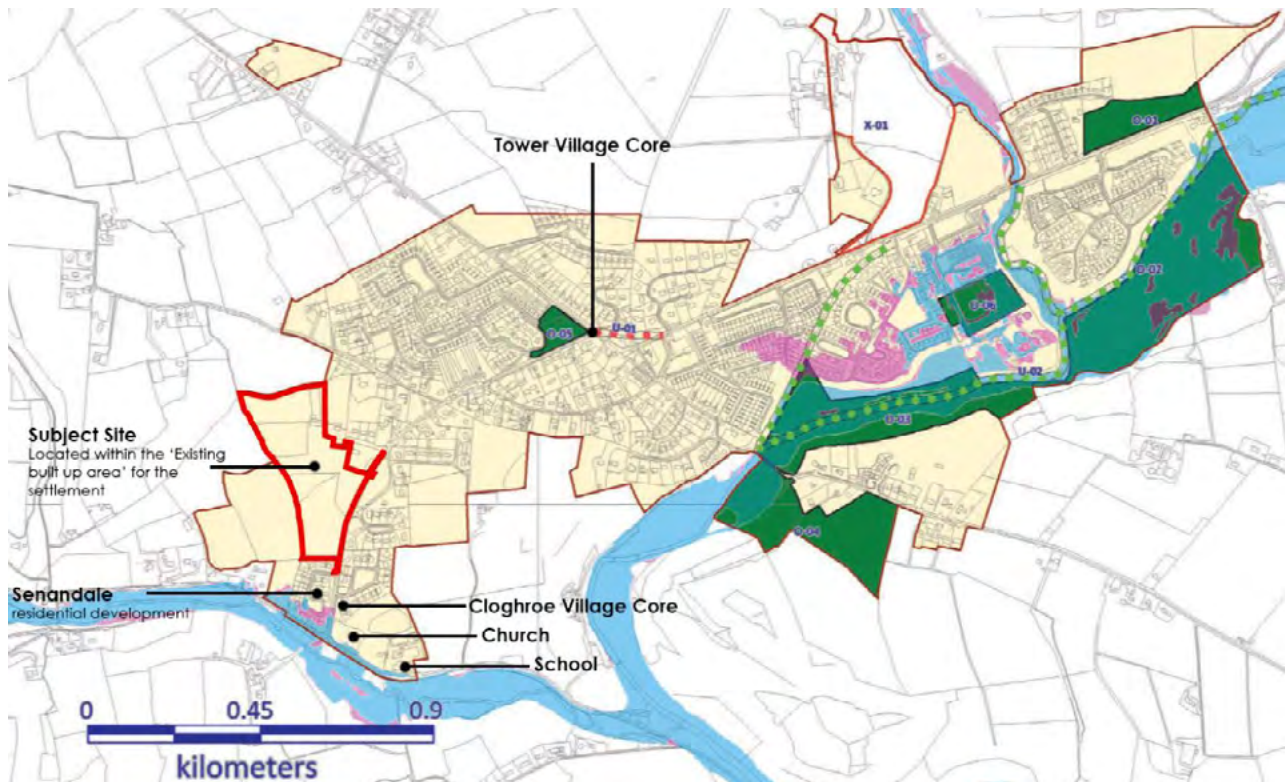 X-01
O-01
Tower Village Core
O-02
O-05
U-01
U-02
U-03
Subject Site
Located within the ‘Existing
built up area’ for the
settlement
O-04
Senandale
residential development
Cloghroe Village Core
Church
School
0 0.45 0.9
kilometers